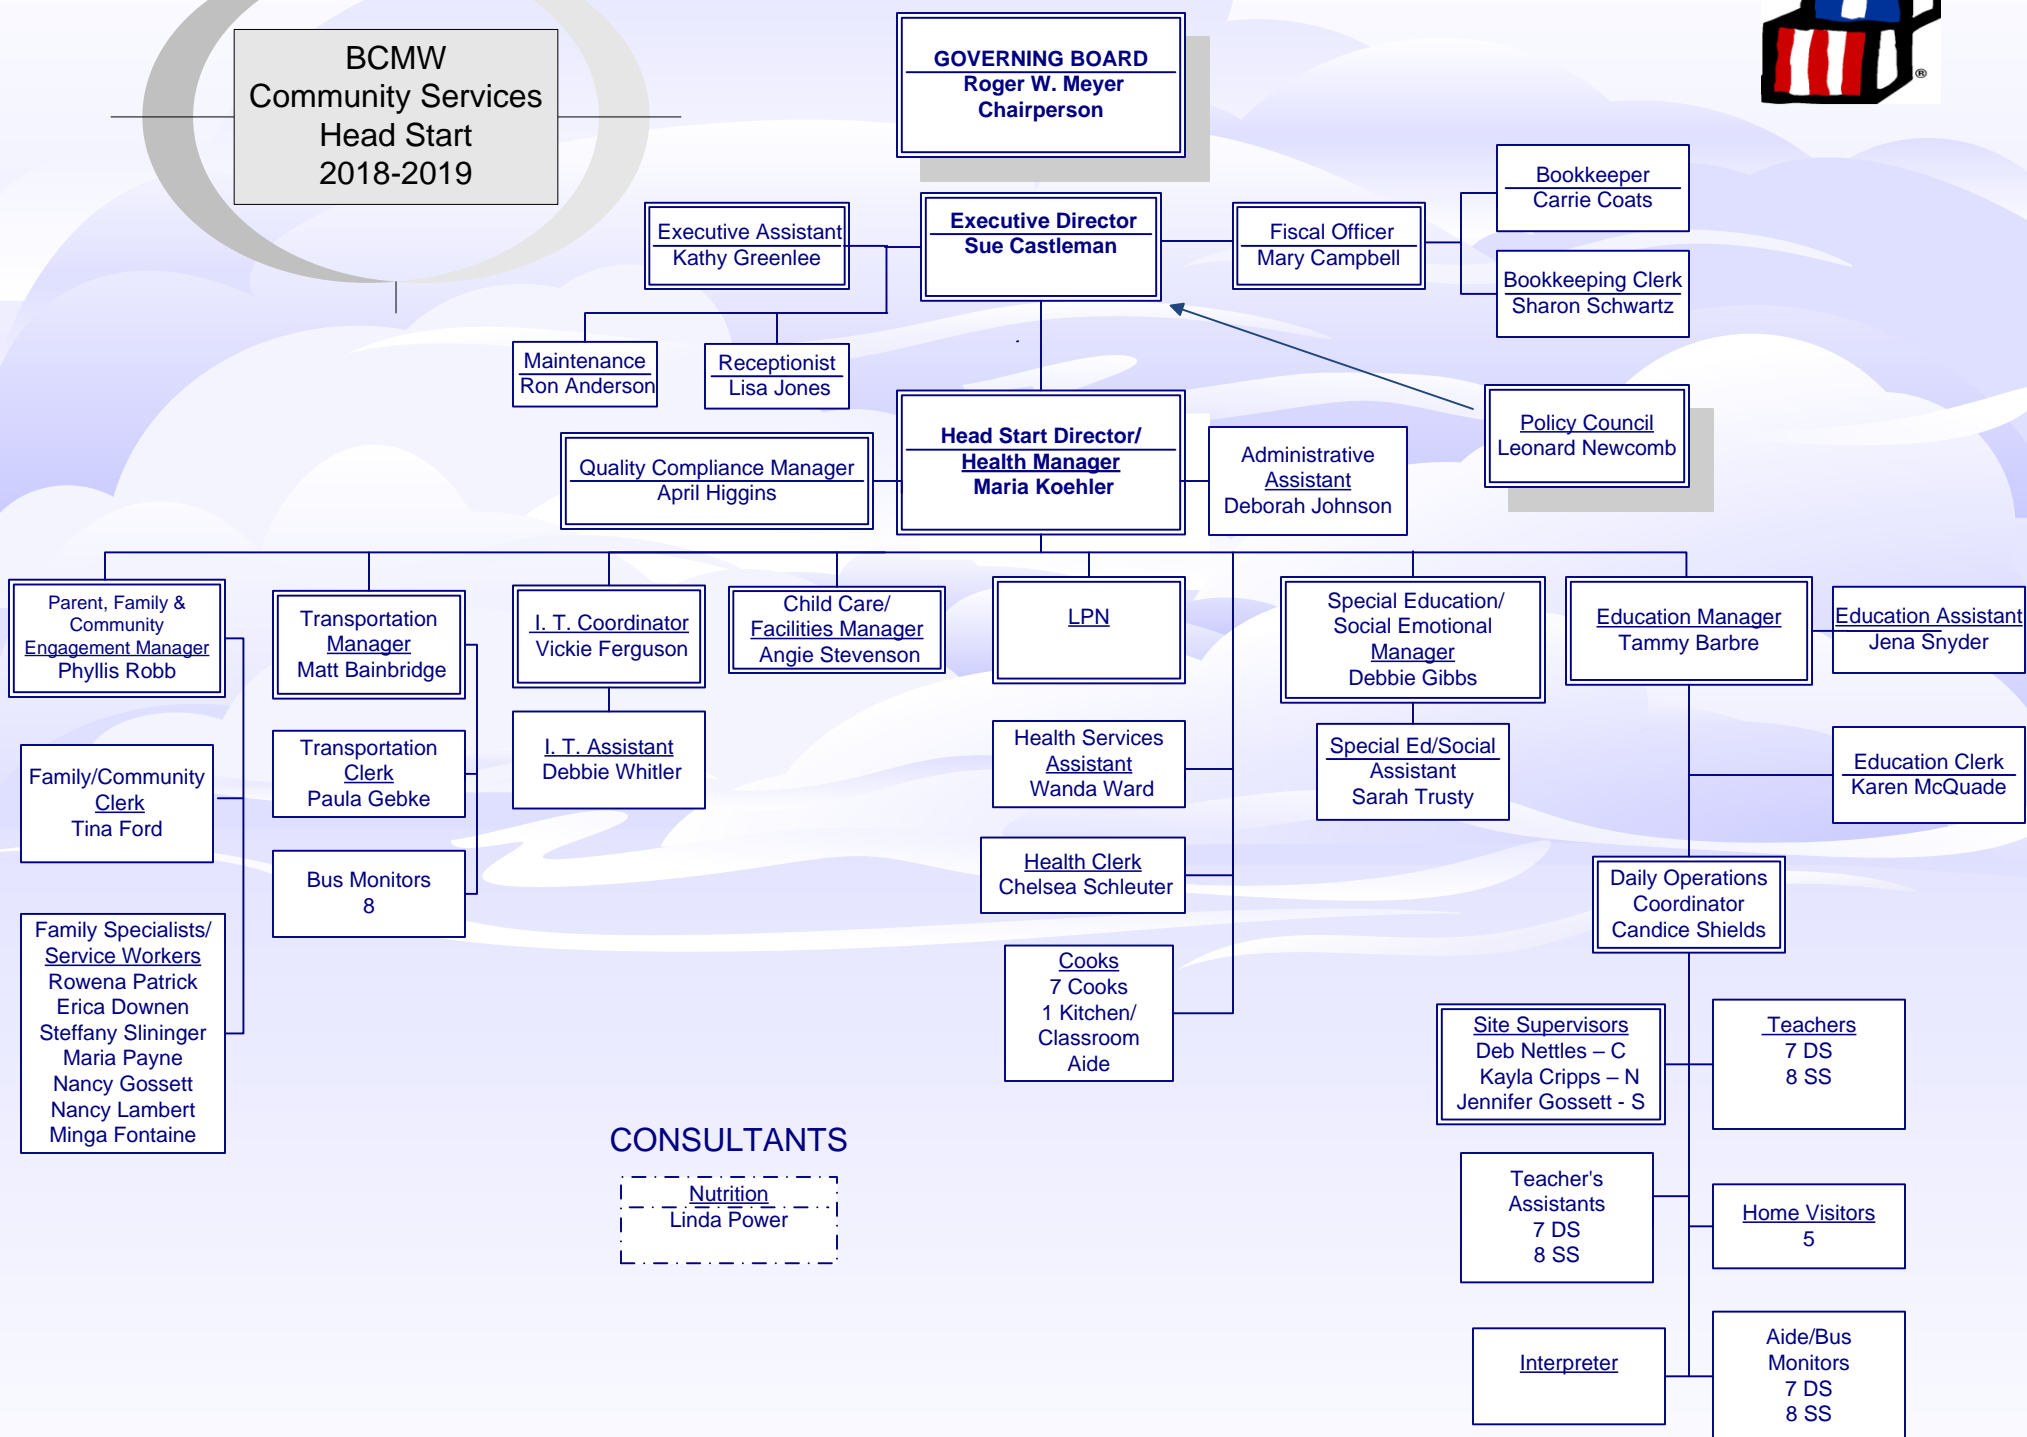 BCMW
Community Services
Head Start
2018-2019
GOVERNING BOARD
Roger W. Meyer
Chairperson
®
Executive Assistant
Kathy Greenlee
Executive Director
Sue Castleman
Fiscal Officer
Mary Campbell
Bookkeeper
Carrie Coats
Bookkeeping Clerk
Sharon Schwartz
Maintenance
Ron Anderson
Receptionist
Lisa Jones
Policy Council
Leonard Newcomb
Quality Compliance Manager
April Higgins
Head Start Director/
Health Manager
Maria Koehler
Administrative
Assistant
Deborah Johnson
Parent, Family &
Community
Engagement Manager
Phyllis Robb
Transportation
Manager
Matt Bainbridge
I. T. Coordinator
Vickie Ferguson
Child Care/
Facilities Manager
Angie Stevenson
LPN
Special Education/
Social Emotional
Manager
Debbie Gibbs
Education Manager
Tammy Barbre
Education Assistant
Jena Snyder
Family/Community
Clerk
Tina Ford
Transportation
Clerk
Paula Gebke
I. T. Assistant
Debbie Whitler
Health Services
Assistant
Wanda Ward
Special Ed/Social
Assistant
Sarah Trusty
Education Clerk
Karen McQuade
Bus Monitors
8
Health Clerk
Chelsea Schleuter
Daily Operations
Coordinator
Candice Shields
Family Specialists/
Service Workers
Rowena Patrick
Erica Downen
Steffany Slininger
Maria Payne
Nancy Gossett
Nancy Lambert
Minga Fontaine
Cooks
7 Cooks
1 Kitchen/
Classroom
Aide
Site Supervisors
Deb Nettles – C
Kayla Cripps – N
Jennifer Gossett - S
Teachers
7 DS
8 SS
CONSULTANTS
Nutrition
Linda Power
Teacher's
Assistants
7 DS
8 SS
Home Visitors
5
Interpreter
Aide/Bus
Monitors
7 DS
8 SS